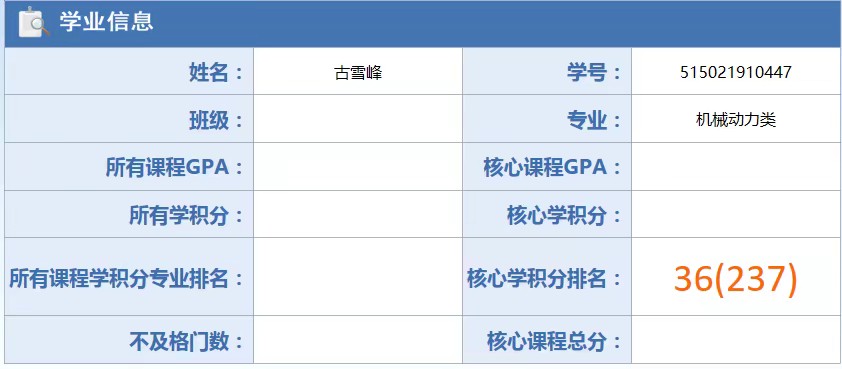 学业信息
姓名： 古雪峰 学号： 515021910447
班级： 专业： 机械动力类
所有课程GPA： 核心课程GPA：
所有学积分： 核心学积分：
所有课程学积分专业排名： 核心学积分排名： 36(237)
不及格门数： 核心课程总分：